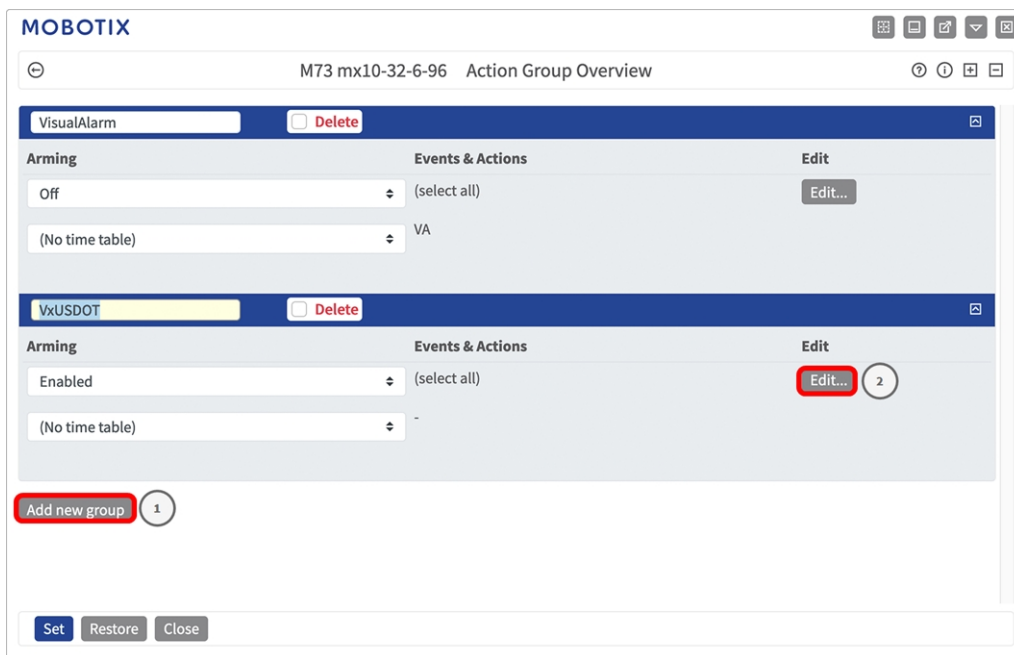 MOBOTIX
M73 mx10-32-6-96 Action Group Overview
VisualAlarm Delete
Arming Events & Actions Edit
Off (select all) Edit...
(No time table) VA
VxUSDOT Delete
Arming Events & Actions Edit
Enabled (select all) Edit... 2
(No time table) -
Add new group 1
Set Restore Close